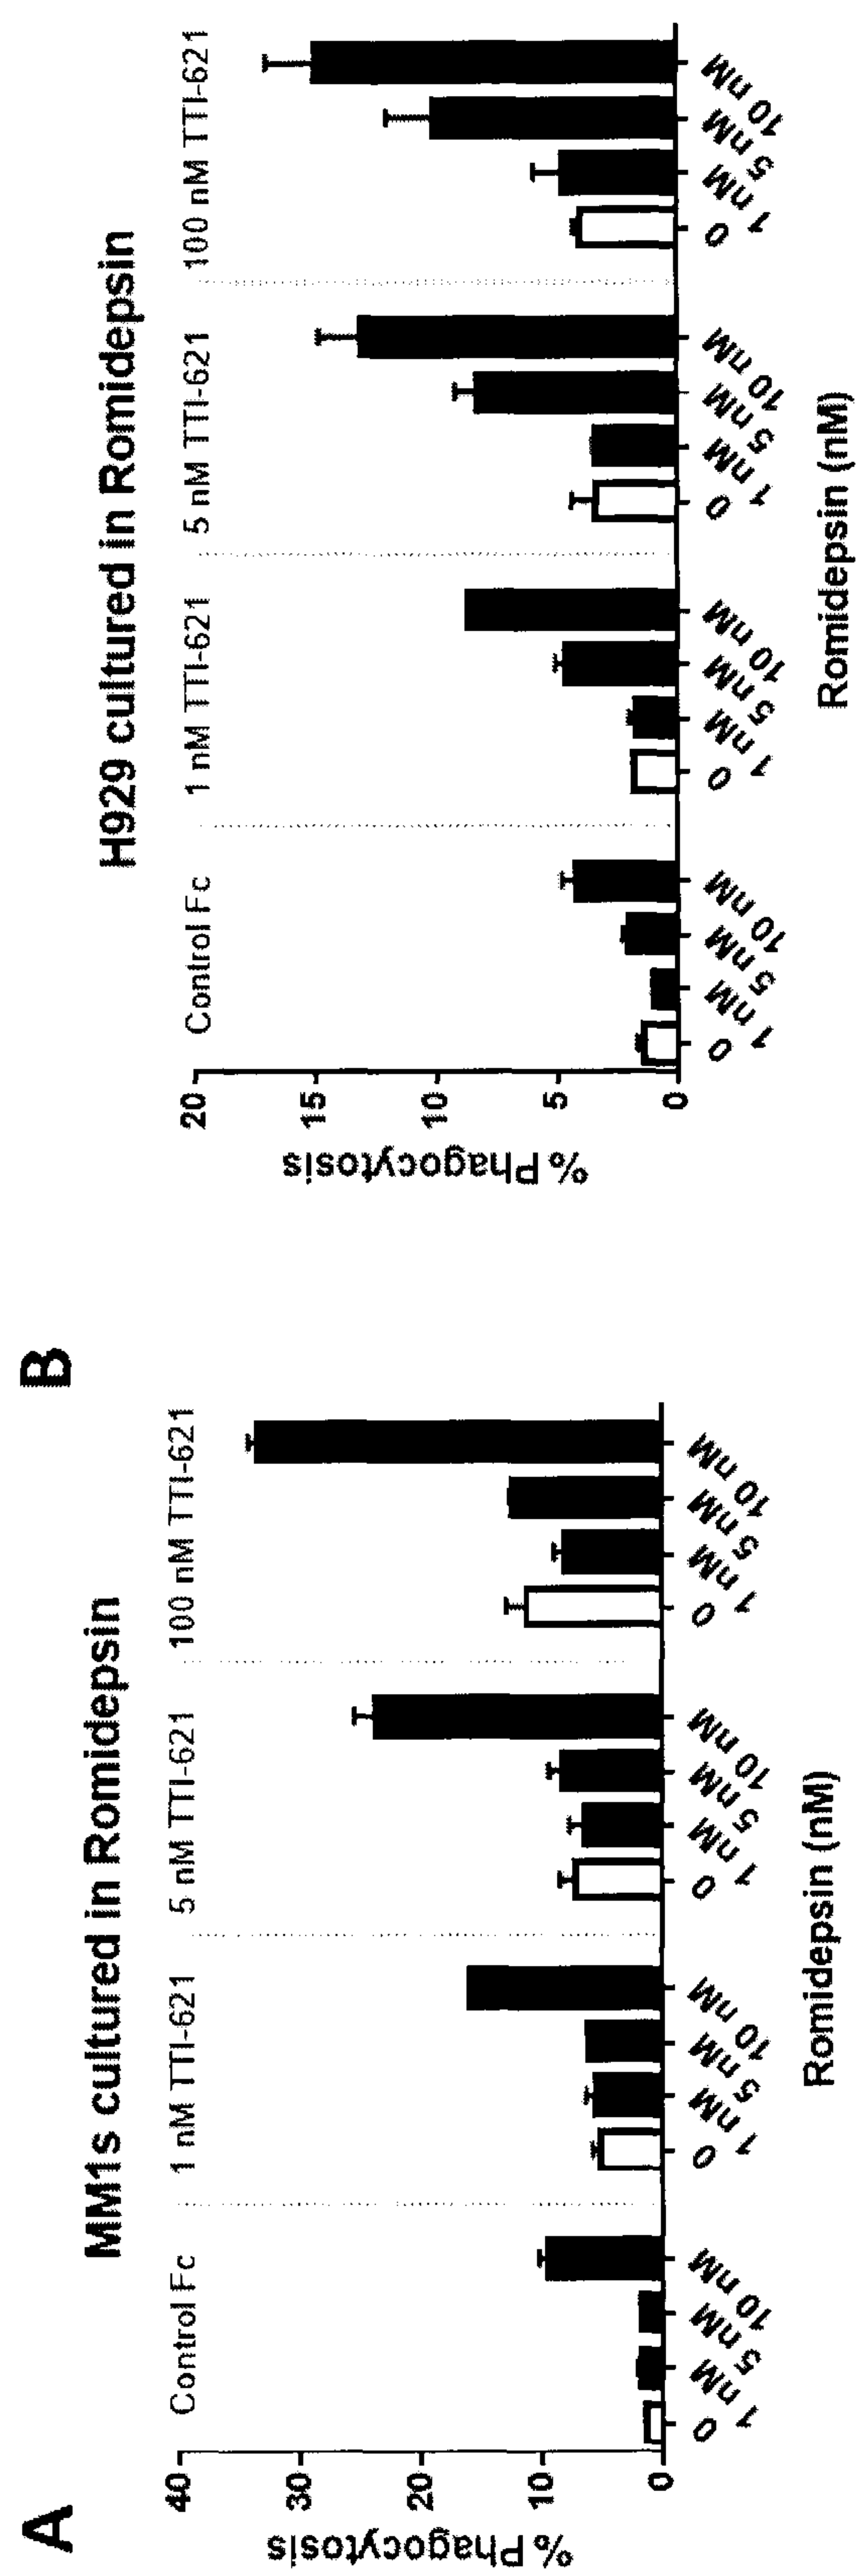 A
MM1s cultured in Romidepsin
Control Fc
1 nM TTI-621
5 nM TTI-621
100 nM TTI-621
% Phagocytosis
40
30
20
10
0
0 1 nM 5 nM 10 nM 0 1 nM 5 nM 10 nM 0 1 nM 5 nM 10 nM 0 1 nM 5 nM 10 nM
Romidepsin (nM)
B
H929 cultured in Romidepsin
Control Fc
1 nM TTI-621
5 nM TTI-621
100 nM TTI-621
% Phagocytosis
20
15
10
5
0
0 1 nM 5 nM 10 nM 0 1 nM 5 nM 10 nM 0 1 nM 5 nM 10 nM 0 1 nM 5 nM 10 nM
Romidepsin (nM)